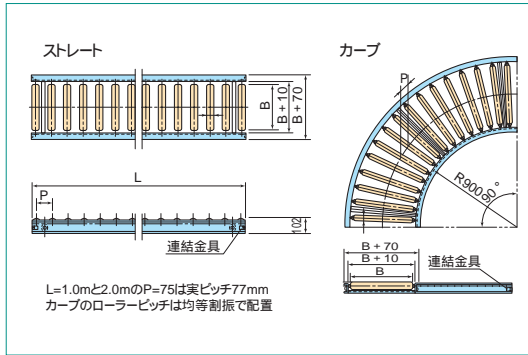 ストレート
B
B+10
B+70
L
P
102
連結金具
L=1.0mと2.0mのP=75は実ピッチ77mm
カーブのローラーピッチは均等割振で配置
カーブ
P
R900
90°
B+70
B+10
B
連結金具